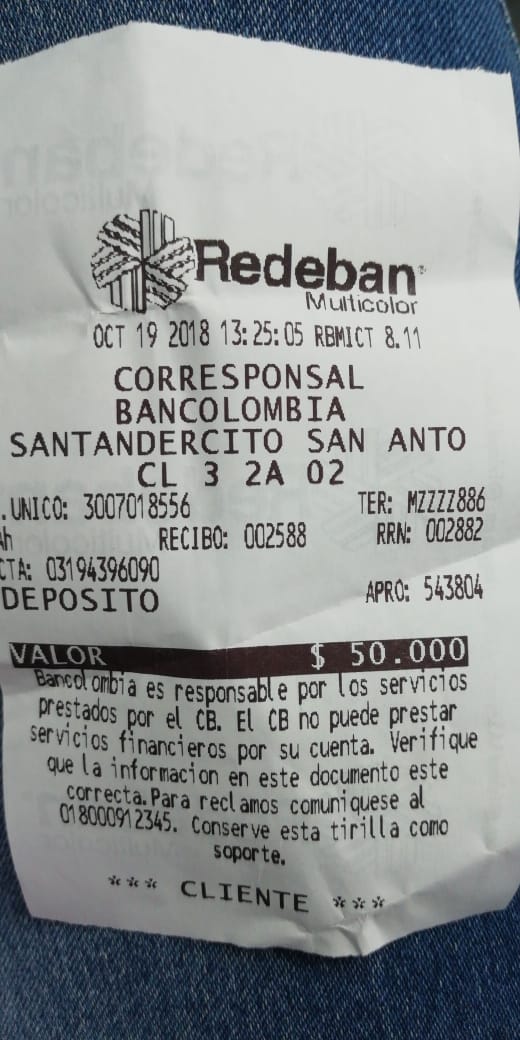 Redeban
Multicolor
OCT 19 2018 13:25:05 RBMICT 8.11
CORRESPONSAL
BANCOLOMBIA
SANTANDERCITO SAN ANTO
CL 3 2A 02
.UNICO: 3007018556 TER: MZZZZ886
Ah RECIBO: 002588 RRN: 002882
CTA: 03194396090
DEPOSITO APRO: 543804
VALOR $ 50.000
Bancolombia es responsable por los servicios
prestados por el CB. El CB no puede prestar
servicios financieros por su cuenta. Verifique
que la informacion en este documento este
correcta.Para reclamos comuniquese al
018000912345. Conserve esta tirilla como
soporte.
*** CLIENTE ***